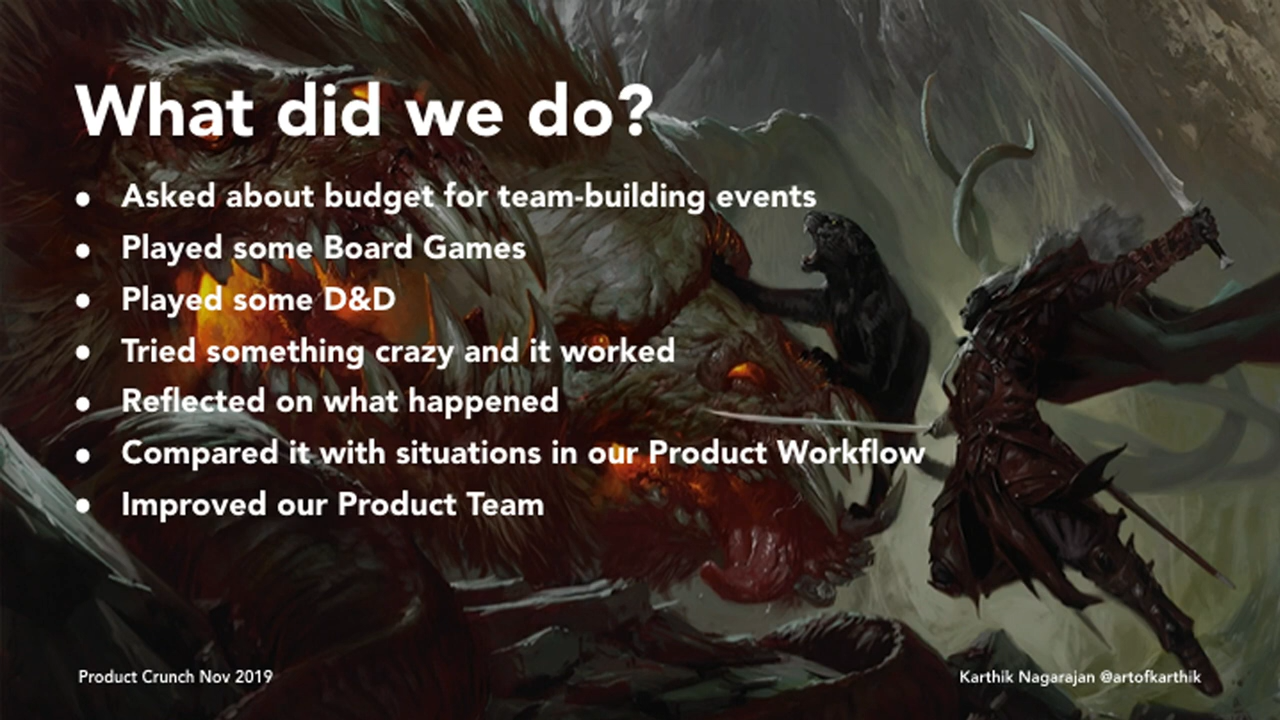 What did we do?
• Asked about budget for team-building events
• Played some Board Games
• Played some D&D
• Tried something crazy and it worked
• Reflected on what happened
• Compared it with situations in our Product Workflow
• Improved our Product Team
Product Crunch Nov 2019
Karthik Nagarajan @artofkarthik